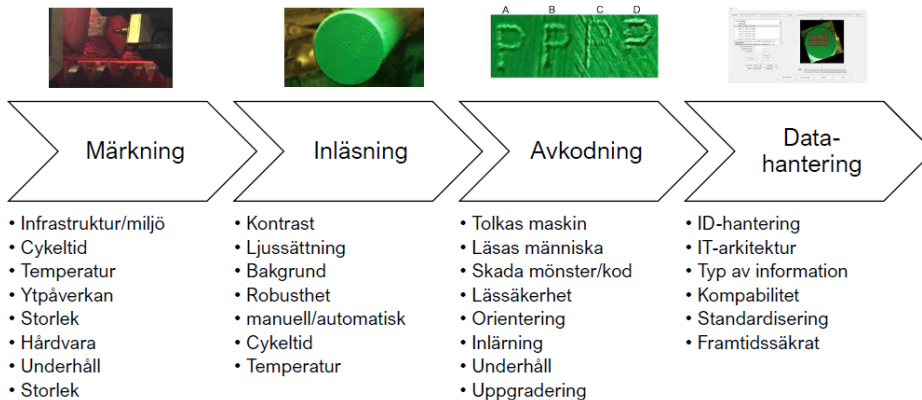 A B C D
P P P P
Märkning
Inläsning
Avkodning
Data-
hantering
• Infrastruktur/miljö
• Cykeltid
• Temperatur
• Ytpåverkan
• Storlek
• Hårdvara
• Underhåll
• Storlek
• Kontrast
• Ljussättning
• Bakgrund
• Robusthet
• manuell/automatisk
• Cykeltid
• Temperatur
• Tolkas maskin
• Läsas människa
• Skada mönster/kod
• Lässäkerhet
• Orientering
• Inlärning
• Underhåll
• Uppgradering
• ID-hantering
• IT-arkitektur
• Typ av information
• Kompabilitet
• Standardisering
• Framtidssäkrat